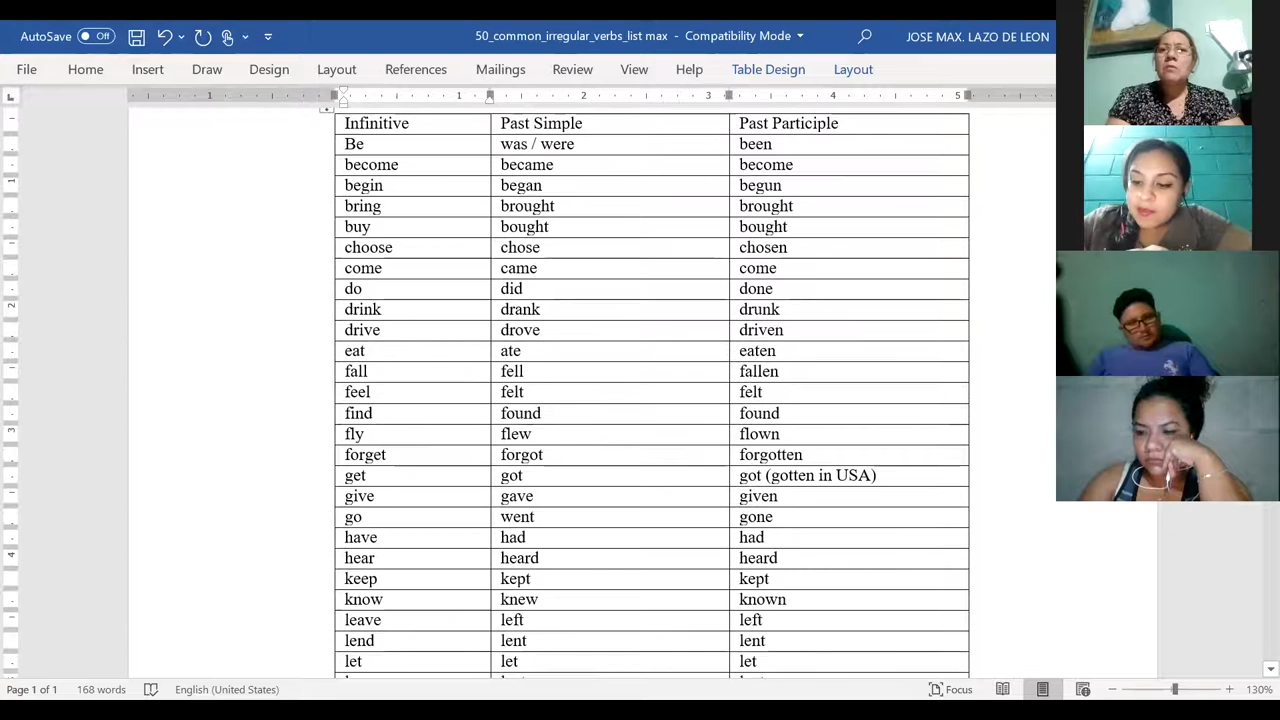 AutoSave Off 50_common_irregular_verbs_list max - Compatibility Mode JOSE MAX. LAZO DE LEON
File Home Insert Draw Design Layout References Mailings Review View Help Table Design Layout
1 1 2 3 4 5
Infinitive Past Simple Past Participle
Be was / were been
become became become
begin began begun
bring brought brought
buy bought bought
choose chose chosen
come came come
do did done
drink drank drunk
drive drove driven
eat ate eaten
fall fell fallen
feel felt felt
find found found
fly flew flown
forget forgot forgotten
get got got (gotten in USA)
give gave given
go went gone
have had had
hear heard heard
keep kept kept
know knew known
leave left left
lend lent lent
let let let
Page 1 of 1 168 words English (United States) Focus 130%